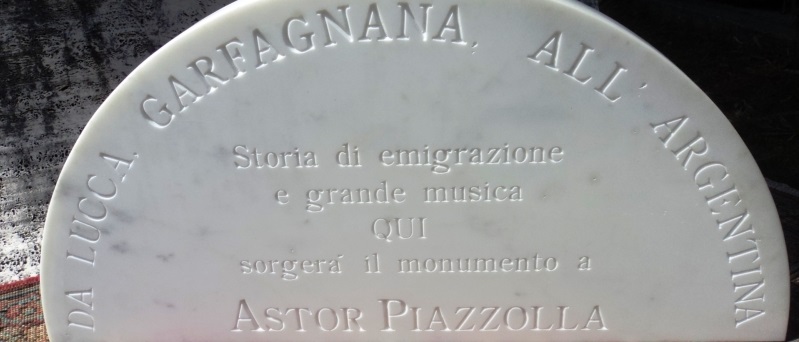 DA LUCCA, GARFAGNANA, ALL' ARGENTINA
Storia di emigrazione
e grande musica
QUI
sorgerá il monumento a
ASTOR PIAZZOLLA